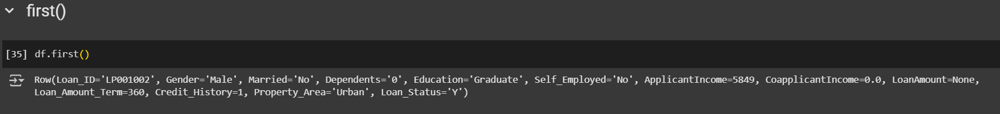 first()
[35] df.first()
Row(Loan_ID='LP001002', Gender='Male', Married='No', Dependents='0', Education='Graduate', Self_Employed='No', ApplicantIncome=5849, CoapplicantIncome=0.0, LoanAmount=None,
Loan_Amount_Term=360, Credit_History=1, Property_Area='Urban', Loan_Status='Y')